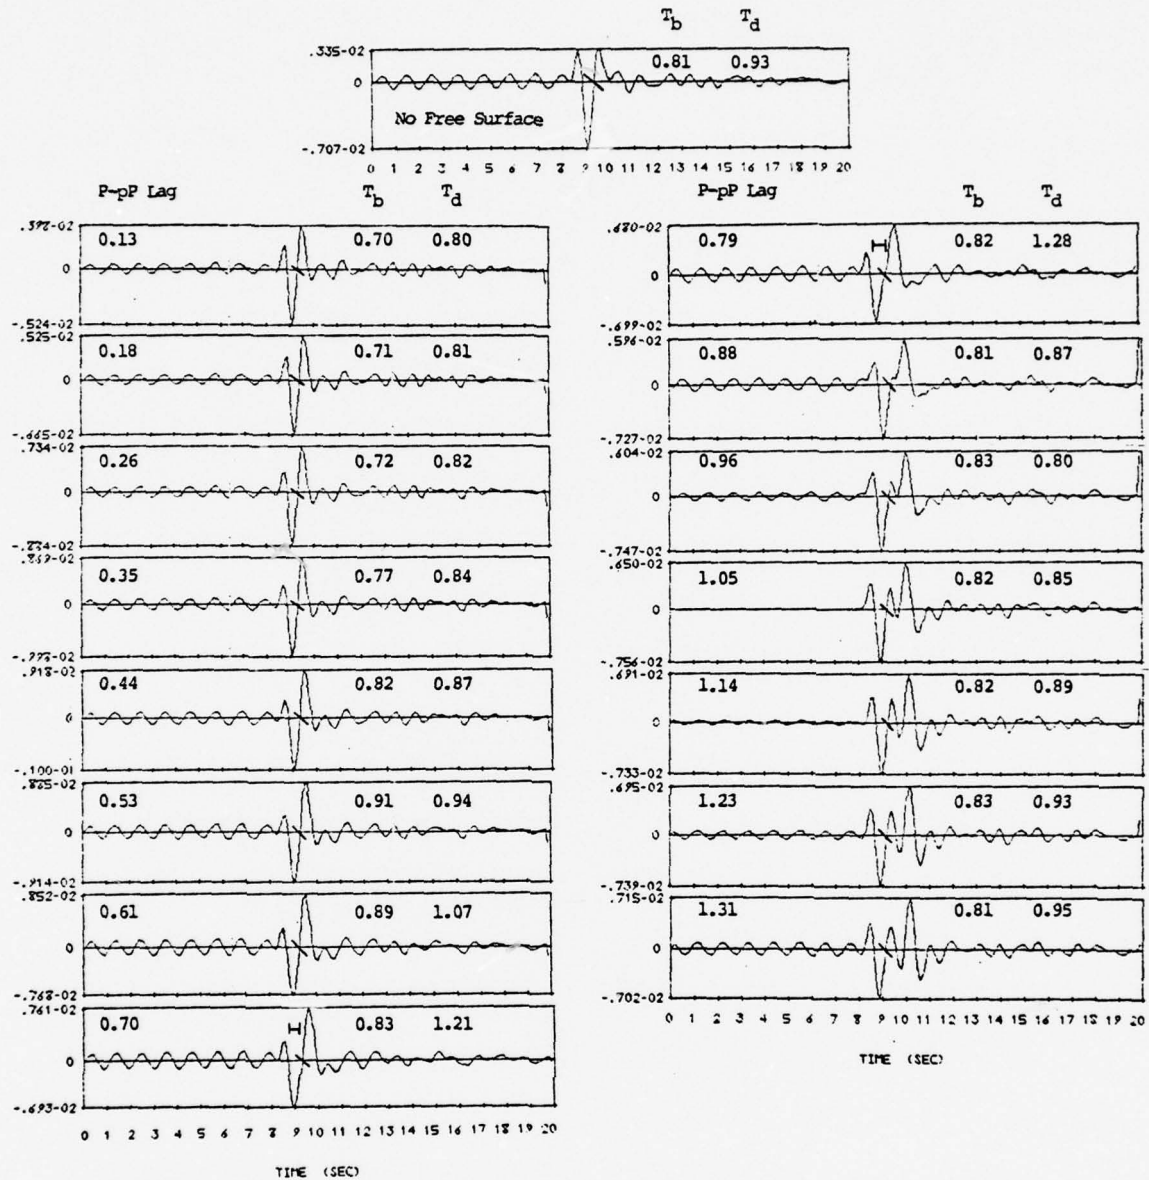 T_b T_d
.335-02
0.81 0.93
0
No Free Surface
-.707-02
0 1 2 3 4 5 6 7 8 9 10 11 12 13 14 15 16 17 18 19 20
P-pP Lag T_b T_d
0.13 0.70 0.80
0
-.524-02
.525-02
0.18 0.71 0.81
0
-.665-02
.734-02
0.26 0.72 0.82
0
0.35 0.77 0.84
0
.918-02
0.44 0.82 0.87
0
-.100-01
0.53 0.91 0.94
0
-.914-02
.852-02
0.61 0.89 1.07
0
-.768-02
.761-02
0.70 0.83 1.21
0
-.693-02
0 1 2 3 4 5 6 7 8 9 10 11 12 13 14 15 16 17 18 19 20
TIME (SEC)
P-pP Lag T_b T_d
.680-02
0.79 0.82 1.28
0
-.699-02
.596-02
0.88 0.81 0.87
0
-.727-02
.604-02
0.96 0.83 0.80
0
-.747-02
.650-02
1.05 0.82 0.85
0
-.756-02
.691-02
1.14 0.82 0.89
0
-.733-02
.695-02
1.23 0.83 0.93
0
-.739-02
.715-02
1.31 0.81 0.95
0
-.702-02
0 1 2 3 4 5 6 7 8 9 10 11 12 13 14 15 16 17 18 19 20
TIME (SEC)